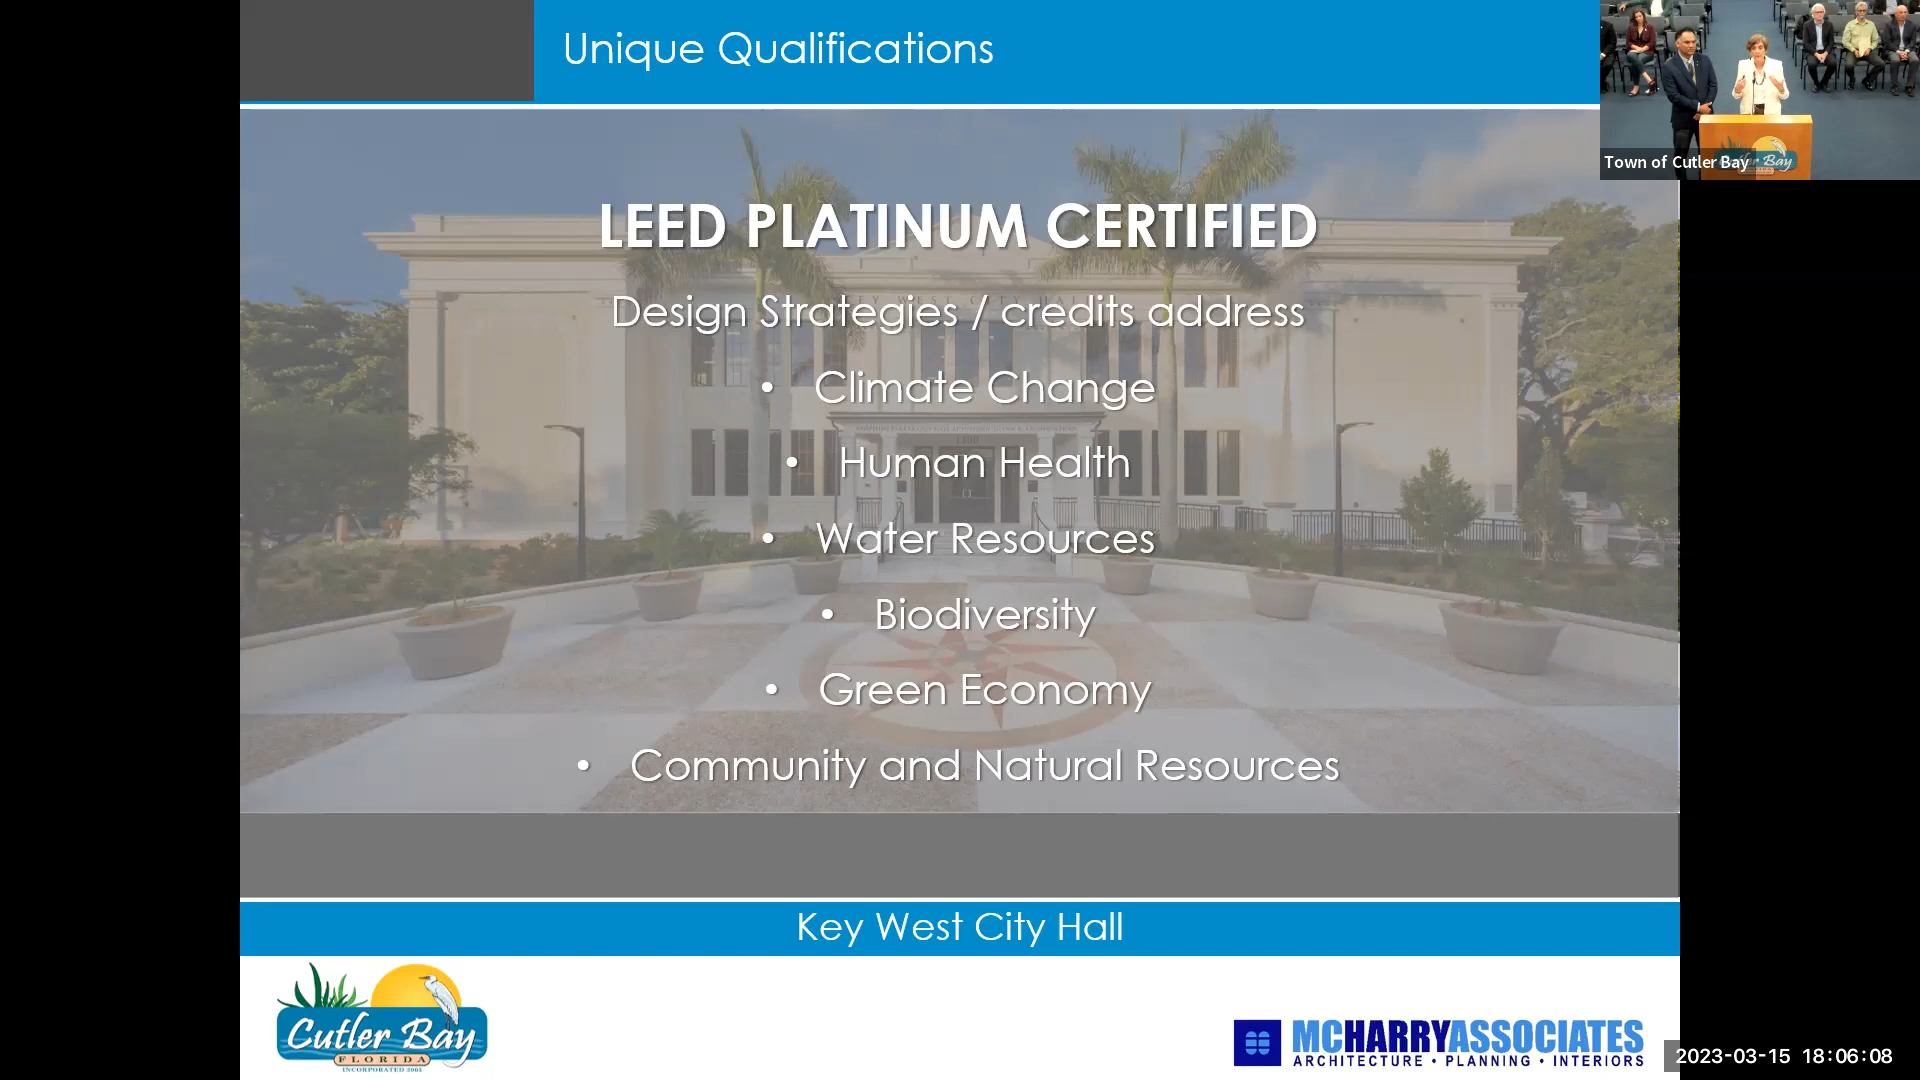 Unique Qualifications
LEED PLATINUM CERTIFIED
Design Strategies / credits address
• Climate Change
• Human Health
• Water Resources
• Biodiversity
• Green Economy
• Community and Natural Resources
Key West City Hall
Cutler Bay
FLORIDA
INCORPORATED 2005
MCHARRYASSOCIATES
ARCHITECTURE • PLANNING • INTERIORS
Town of Cutler Bay
2023-03-15 18:06:08